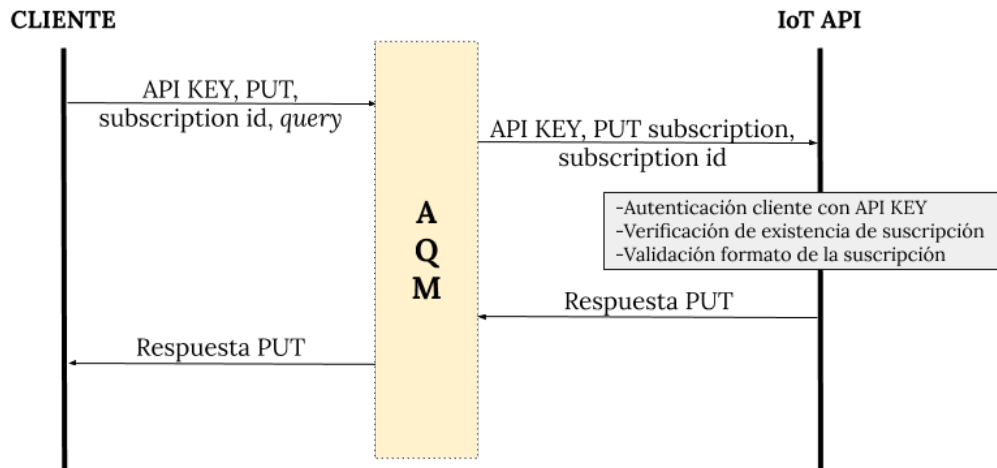 CLIENTE
IoT API
API KEY, PUT,
subscription id, query
API KEY, PUT subscription,
subscription id
A
Q
M
-Autenticación cliente con API KEY
-Verificación de existencia de suscripción
-Validación formato de la suscripción
Respuesta PUT
Respuesta PUT